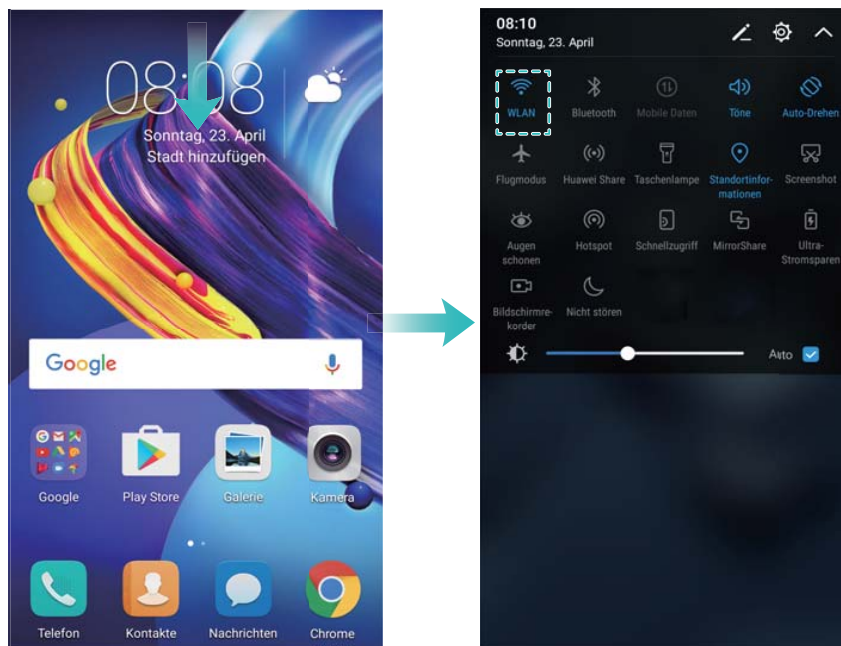 08:08
Sonntag, 23. April
Stadt hinzufügen
Google
Google
Play Store
Galerie
Kamera
Telefon
Kontakte
Nachrichten
Chrome
08:10
Sonntag, 23. April
WLAN
Bluetooth
Mobile Daten
Töne
Auto-Drehen
Flugmodus
Huawei Share
Taschenlampe
Standortinfor-
mationen
Screenshot
Augen
schonen
Hotspot
Schnellzugriff
MirrorShare
Ultra-
Stromsparen
Bildschirmre-
korder
Nicht stören
Auto